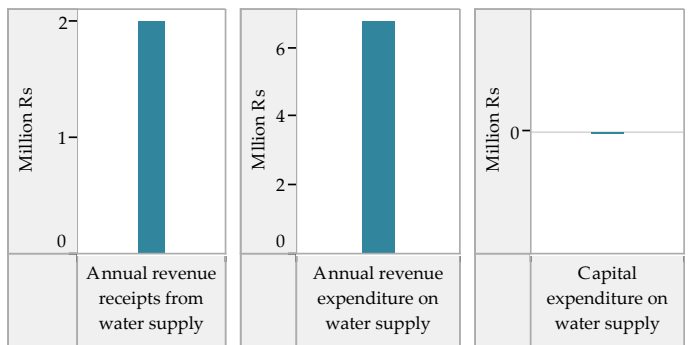 Million Rs
2
1
0
Annual revenue
receipts from
water supply
Mllion Rs
6
4
2
0
Annual revenue
expenditure on
water supply
Million Rs
0
Capital
expenditure on
water supply